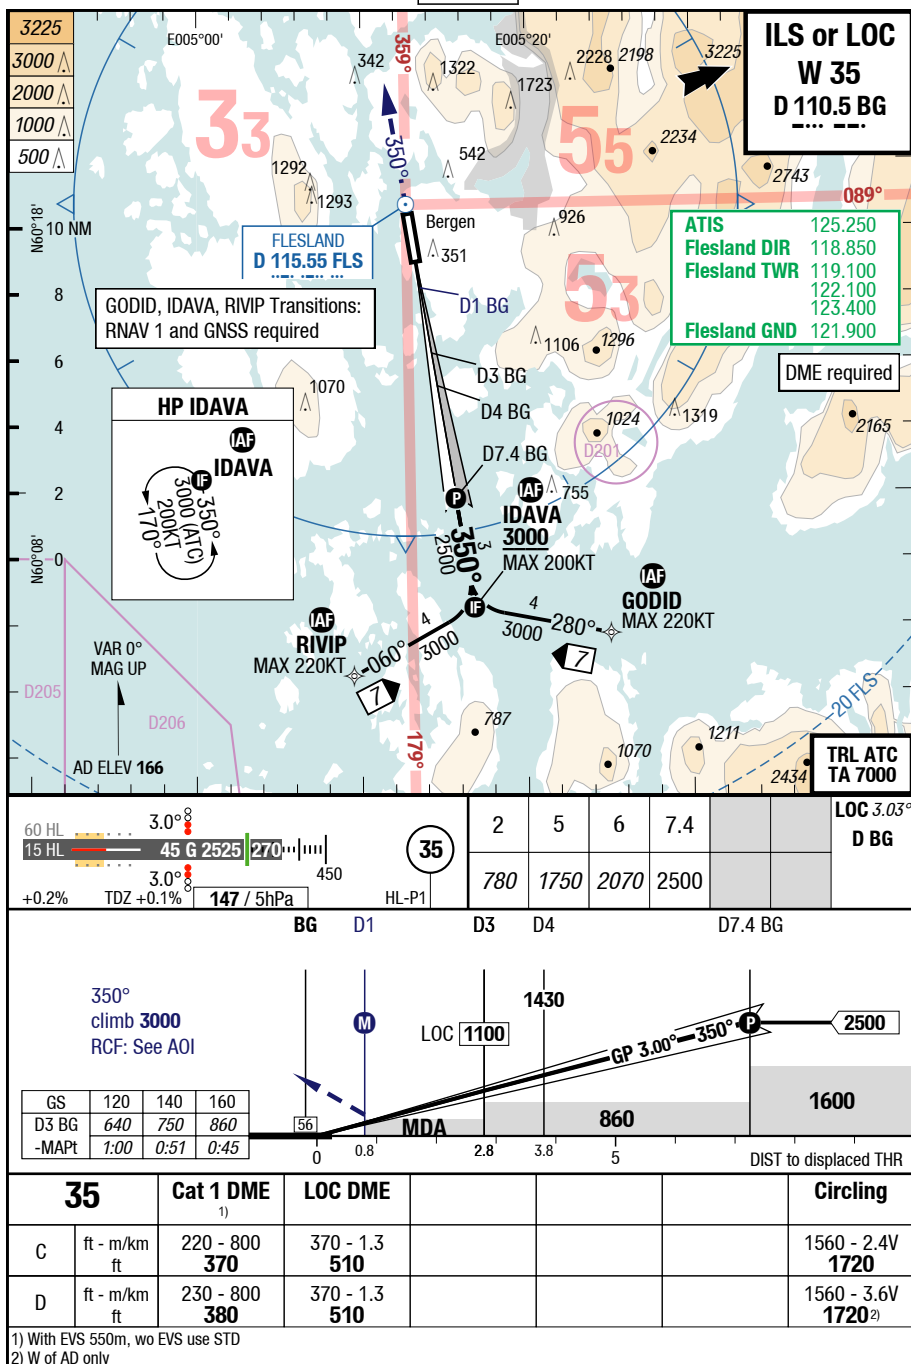 3225
3000
2000
1000
500
E005°00'
E005°20'
359°
342
1322
1723
2228
2198
3225
ILS or LOC
W 35
D 110.5 BG
33
55
350°
1292
1293
542
2234
2743
089°
N60°18'
10 NM
Bergen
351
926
FLESLAND
D 115.55 FLS
ATIS 125.250
Flesland DIR 118.850
Flesland TWR 119.100
122.100
123.400
Flesland GND 121.900
53
8
GODID, IDAVA, RIVIP Transitions:
RNAV 1 and GNSS required
D1 BG
6
1106
1296
D3 BG
DME required
1070
HP IDAVA
D4 BG
1024
1319
2165
4
IAF
IDAVA
D201
D7.4 BG
IF
350°
3000 (ATC)
200KT
170°
2
P
IAF
755
IDAVA
3000
MAX 200KT
350°
3
2500
N60°08'
0
IAF
GODID
MAX 220KT
IF
4
280°
3000
IAF
RIVIP
MAX 220KT
060°
4
3000
7
7
VAR 0°
MAG UP
D205
D206
20 FLS
787
179°
1070
1211
2434
AD ELEV 166
TRL ATC
TA 7000
60 HL
15 HL
3.0°
45 G 2525 270
450
3.0°
+0.2%
TDZ +0.1%
147 / 5hPa
HL-P1
35
2 5 6 7.4
LOC 3.03°
D BG
780 1750 2070 2500
BG D1 D3 D4 D7.4 BG
350°
climb 3000
RCF: See AOI
M
1430
LOC 1100
GP 3.00°
350°
P
2500
GS 120 140 160
D3 BG 640 750 860
-MAPt 1:00 0:51 0:45
56
MDA
860
1600
0 0.8 2.8 3.8 5 DIST to displaced THR
35 Cat 1 DME 1) LOC DME Circling
C ft - m/km 220 - 800 370 - 1.3 1560 - 2.4V
ft 370 510 1720
D ft - m/km 230 - 800 370 - 1.3 1560 - 3.6V
ft 380 510 1720 2)
1) With EVS 550m, wo EVS use STD
2) W of AD only